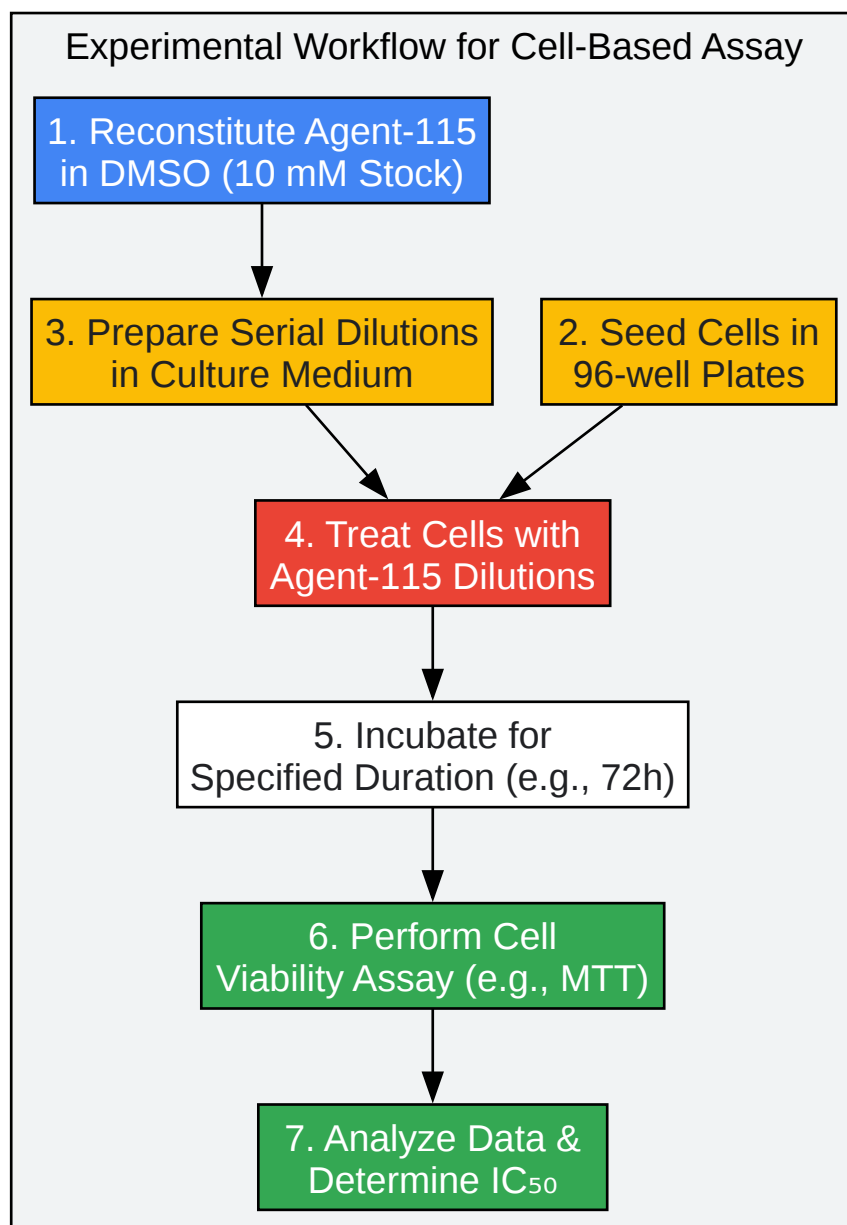 Experimental Workflow for Cell-Based Assay
1. Reconstitute Agent-115
in DMSO (10 mM Stock)
3. Prepare Serial Dilutions
in Culture Medium
2. Seed Cells in
96-well Plates
4. Treat Cells with
Agent-115 Dilutions
5. Incubate for
Specified Duration (e.g., 72h)
6. Perform Cell
Viability Assay (e.g., MTT)
7. Analyze Data &
Determine IC₅₀